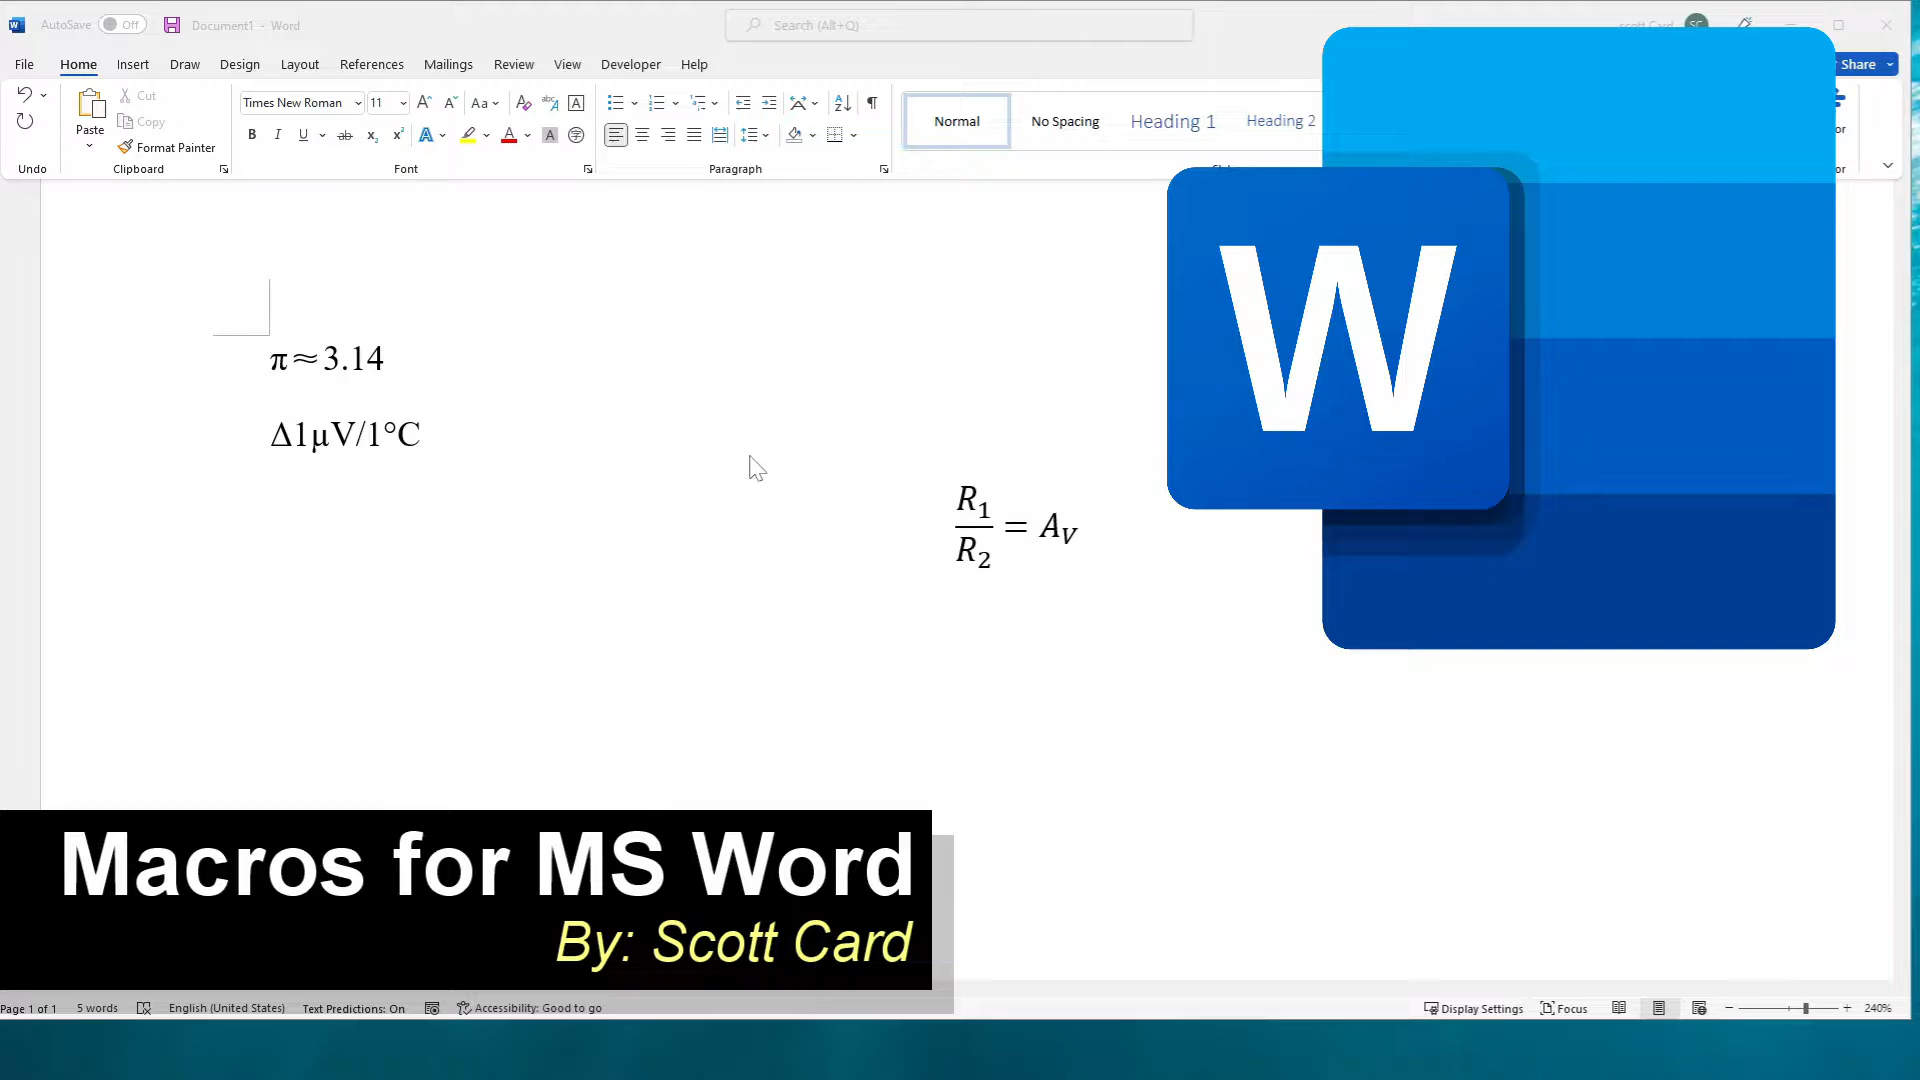 AutoSave Off Document1 - Word Search (Alt+Q) scott Card SC
File Home Insert Draw Design Layout References Mailings Review View Developer Help Share
Undo
Paste
Cut
Copy
Format Painter
Clipboard
Times New Roman 11
Font
Paragraph
Normal No Spacing Heading 1 Heading 2
W
π≈3.14
Δ1µV/1°C
R1/R2 = AV
Macros for MS Word
By: Scott Card
Page 1 of 1 5 words English (United States) Text Predictions: On Accessibility: Good to go Display Settings Focus 240%